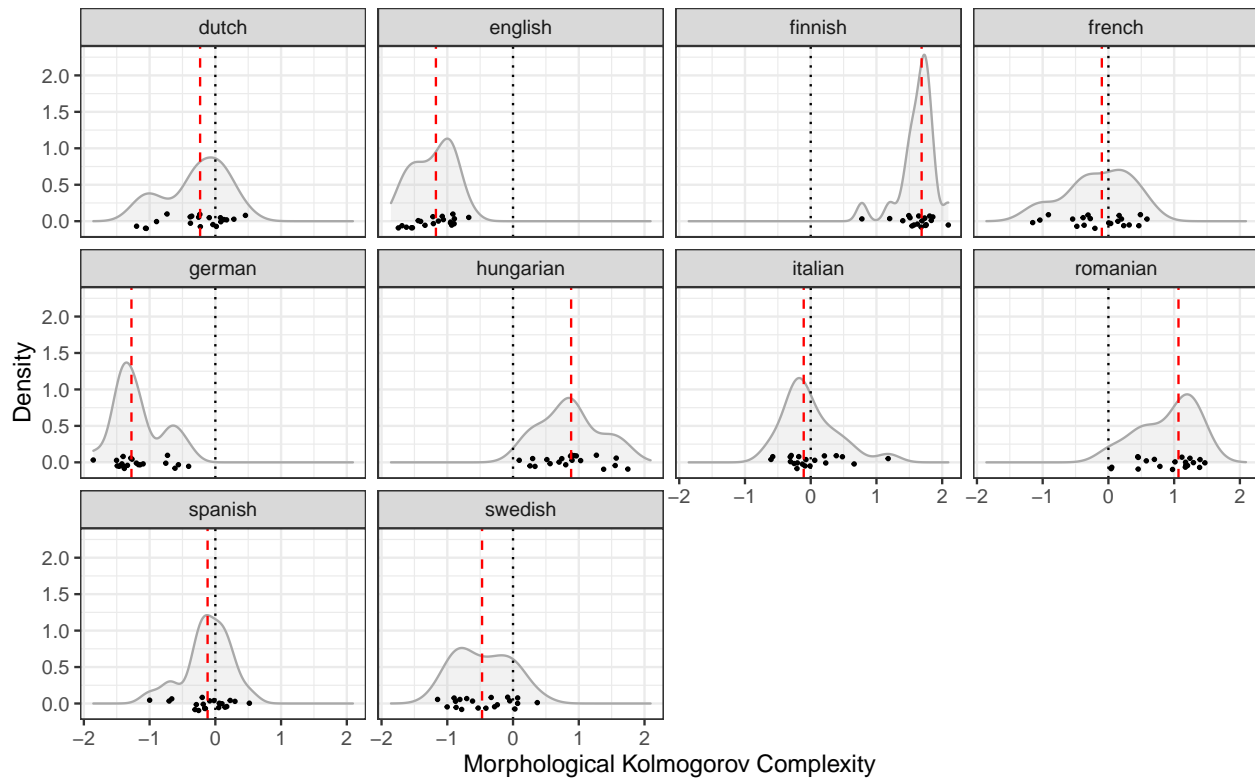 dutch english finnish french
2.0
1.5
1.0
0.5
0.0
german hungarian italian romanian
2.0
1.5
1.0
0.5
0.0
−2 −1 0 1 2 −2 −1 0 1 2
spanish swedish
2.0
1.5
1.0
0.5
0.0
−2 −1 0 1 2 −2 −1 0 1 2
Density
Morphological Kolmogorov Complexity